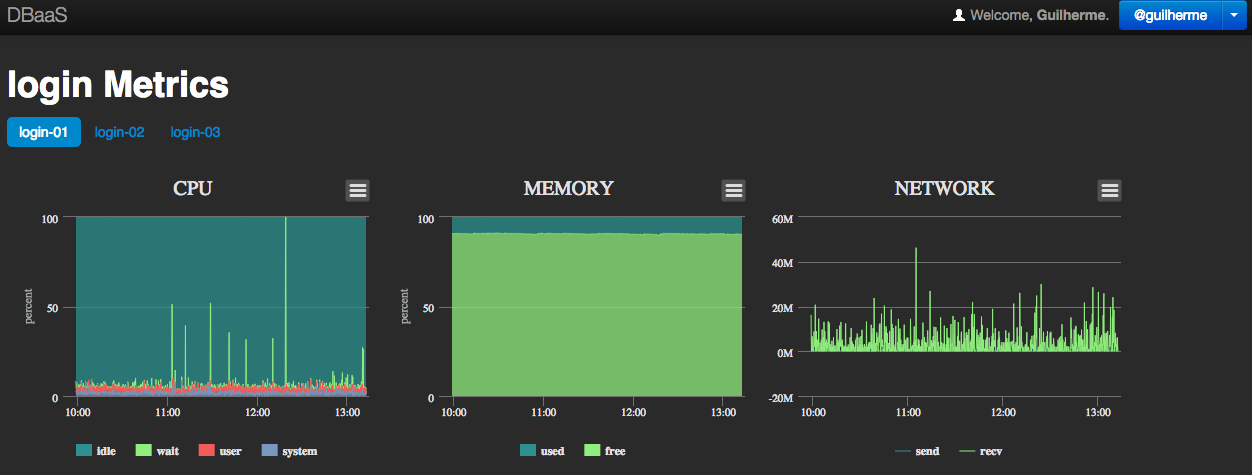 DBaaS
Welcome, Guilherme.
@guilherme
login Metrics
login-01 login-02 login-03
CPU
100
50
0
percent
10:00 11:00 12:00 13:00
idle wait user system
MEMORY
100
50
0
percent
10:00 11:00 12:00 13:00
used free
NETWORK
60M
40M
20M
0M
-20M
10:00 11:00 12:00 13:00
send recv